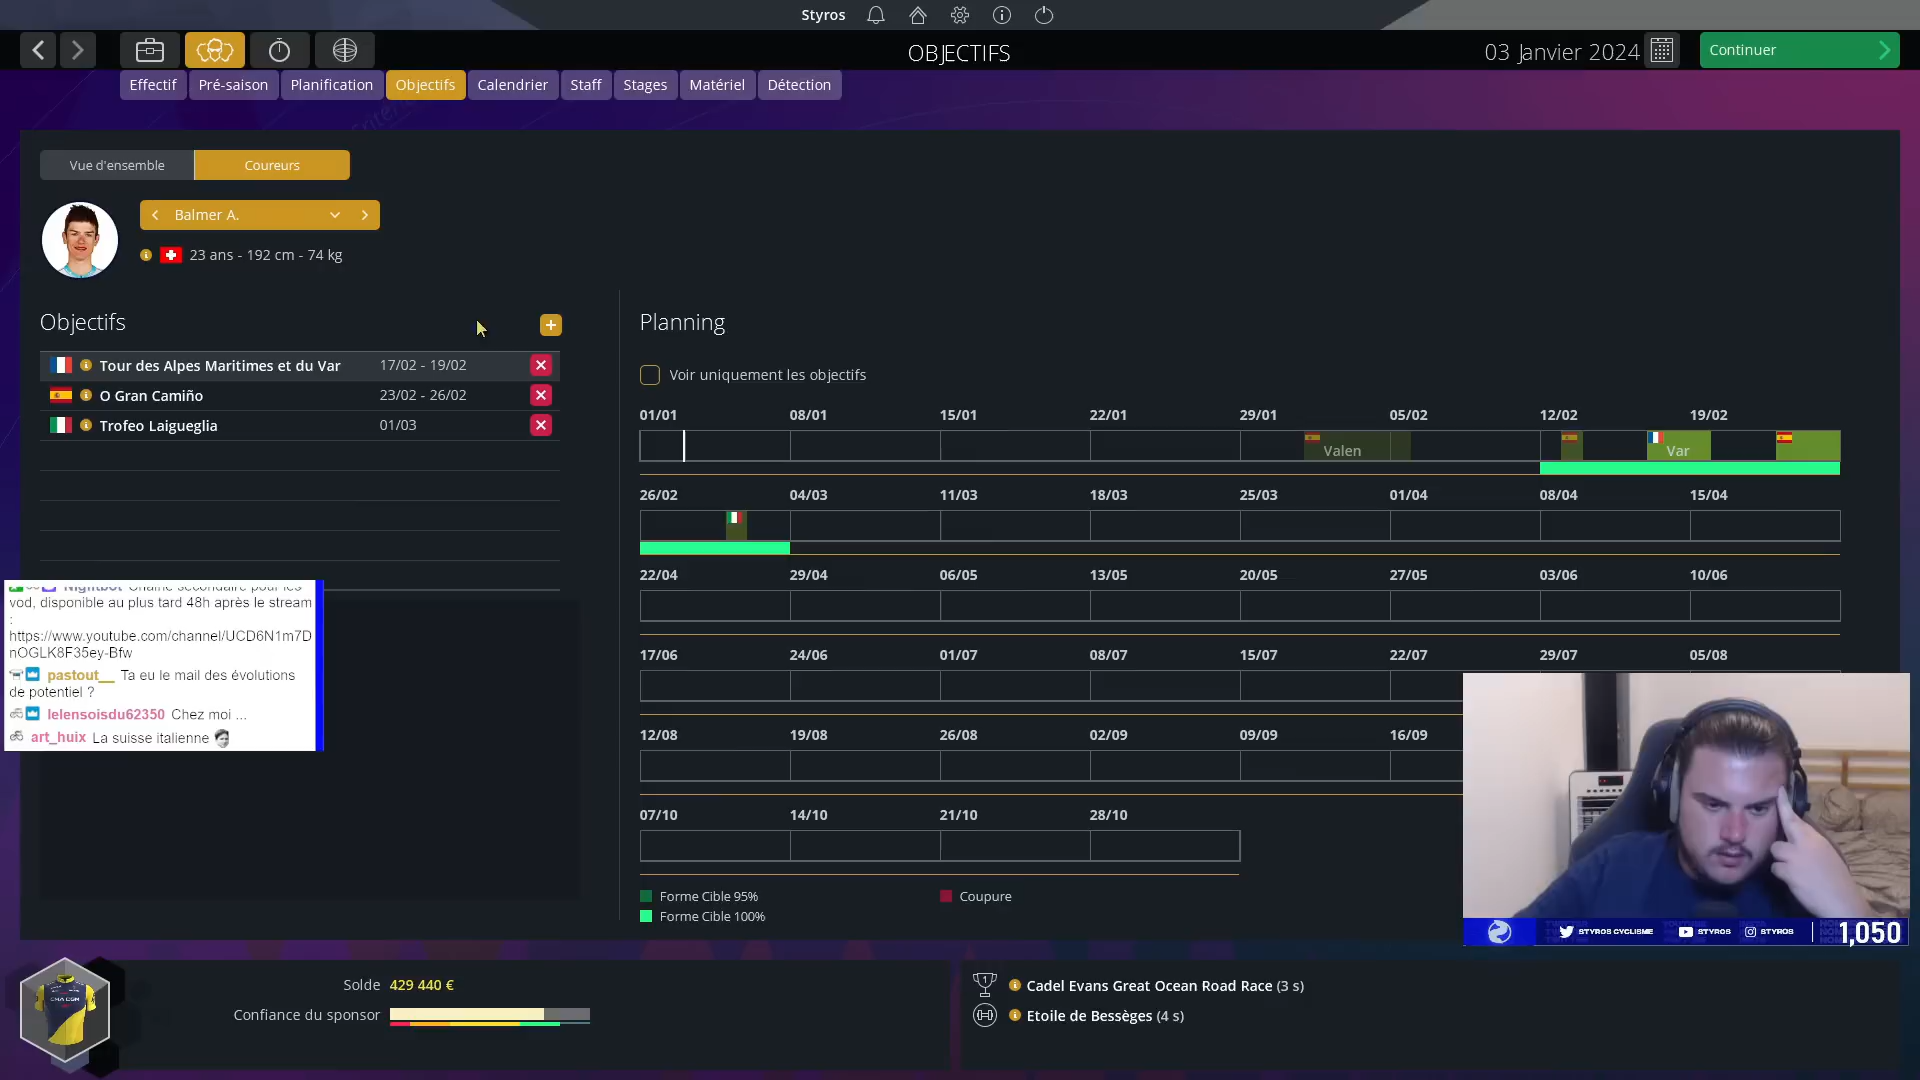 Styros
OBJECTIFS
03 Janvier 2024
Continuer
Effectif
Pré-saison
Planification
Objectifs
Calendrier
Staff
Stages
Matériel
Détection
Vue d'ensemble
Coureurs
Balmer A.
23 ans - 192 cm - 74 kg
Objectifs
Tour des Alpes Maritimes et du Var 17/02 - 19/02
O Gran Camiño 23/02 - 26/02
Trofeo Laigueglia 01/03
Planning
Voir uniquement les objectifs
01/01 08/01 15/01 22/01 29/01 05/02 12/02 19/02
Valen Var
26/02 04/03 11/03 18/03 25/03 01/04 08/04 15/04
22/04 29/04 06/05 13/05 20/05 27/05 03/06 10/06
17/06 24/06 01/07 08/07 15/07 22/07 29/07 05/08
12/08 19/08 26/08 02/09 09/09 16/09
07/10 14/10 21/10 28/10
Forme Cible 95%
Coupure
Forme Cible 100%
Nightbot Chaîne secondaire pour les
vod, disponible au plus tard 48h après le stream
:
https://www.youtube.com/channel/UCD6N1m7D
nOGLK8F35ey-Bfw
pastout__ Ta eu le mail des évolutions
de potentiel ?
lelensoisdu62350 Chez moi ...
art_huix La suisse italienne
STYROS CYCLISME STYROS STYROS 1,050
CMA CGM
Solde 429 440 €
Confiance du sponsor
Cadel Evans Great Ocean Road Race (3 s)
Etoile de Bessèges (4 s)